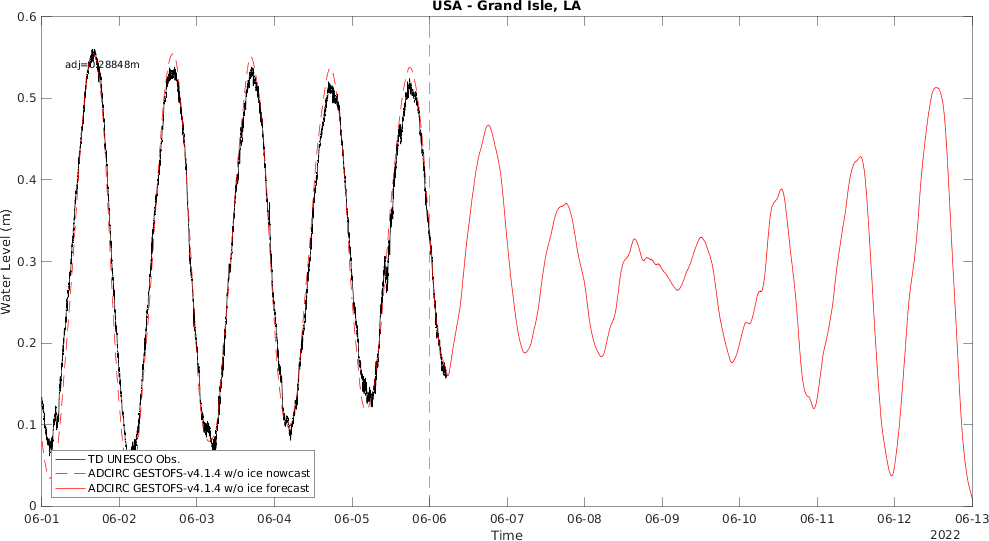 USA - Grand Isle, LA
0.6
adj=0.28848m
0.5
0.4
0.3
0.2
0.1
0
Water Level (m)
TD UNESCO Obs.
ADCIRC GESTOFS-v4.1.4 w/o ice nowcast
ADCIRC GESTOFS-v4.1.4 w/o ice forecast
06-01 06-02 06-03 06-04 06-05 06-06 06-07 06-08 06-09 06-10 06-11 06-12 06-13
Time
2022